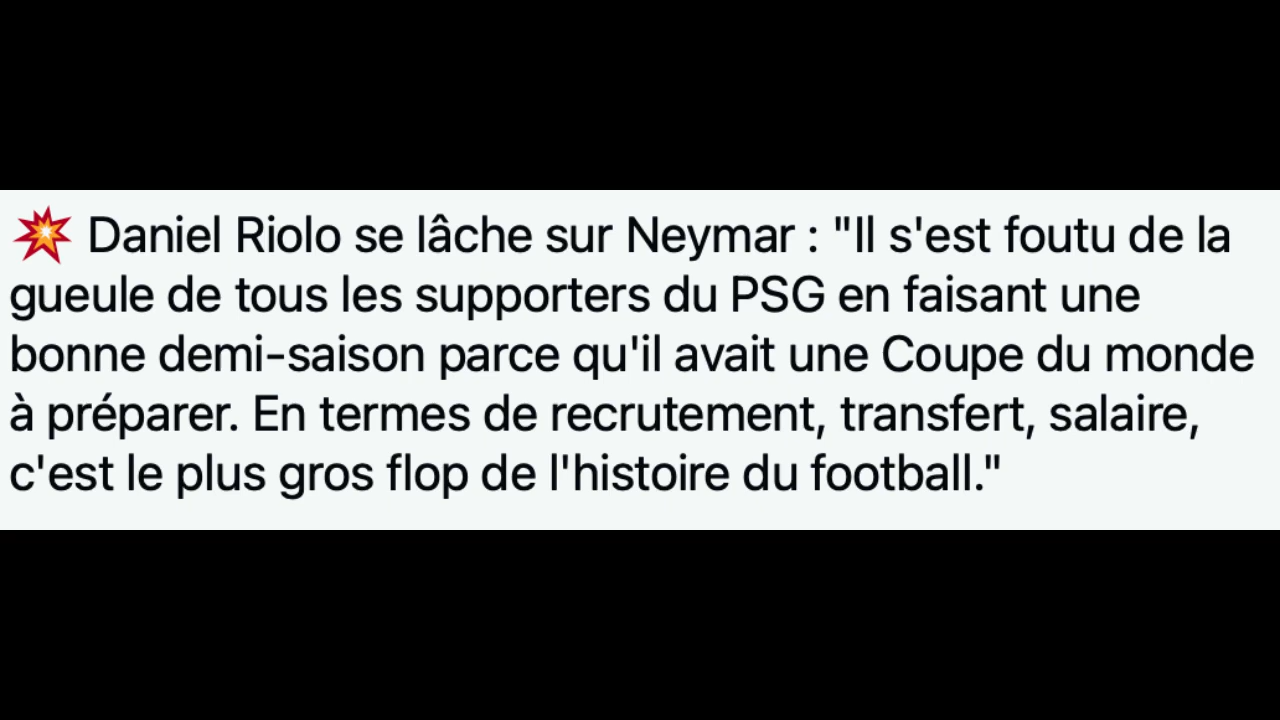 💥 Daniel Riolo se lâche sur Neymar : "Il s'est foutu de la
gueule de tous les supporters du PSG en faisant une
bonne demi-saison parce qu'il avait une Coupe du monde
à préparer. En termes de recrutement, transfert, salaire,
c'est le plus gros flop de l'histoire du football."